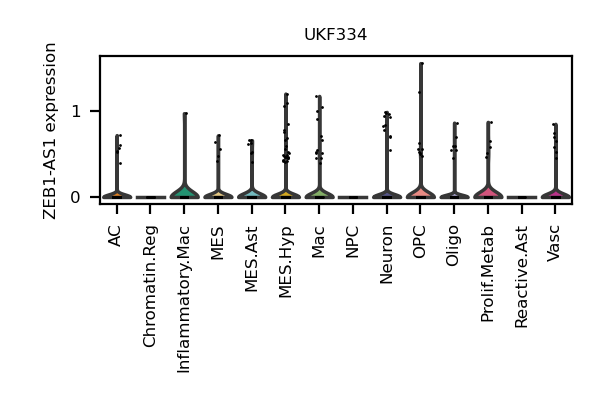 UKF334
ZEB1-AS1 expression
1
0
AC
Chromatin.Reg
Inflammatory.Mac
MES
MES.Ast
MES.Hyp
Mac
NPC
Neuron
OPC
Oligo
Prolif.Metab
Reactive.Ast
Vasc